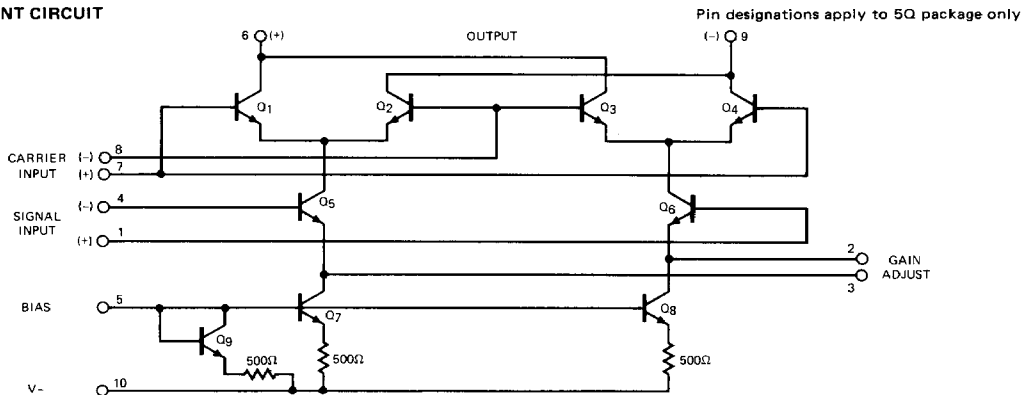 NT CIRCUIT
Pin designations apply to 5Q package only
6 (+)
OUTPUT
(-) 9
Q1
Q2
Q3
Q4
CARRIER INPUT
(-) 8
(+) 7
SIGNAL INPUT
(-) 4
(+) 1
Q5
Q6
2
3
GAIN ADJUST
BIAS
5
Q7
Q8
Q9
500Ω
500Ω
500Ω
V-
10